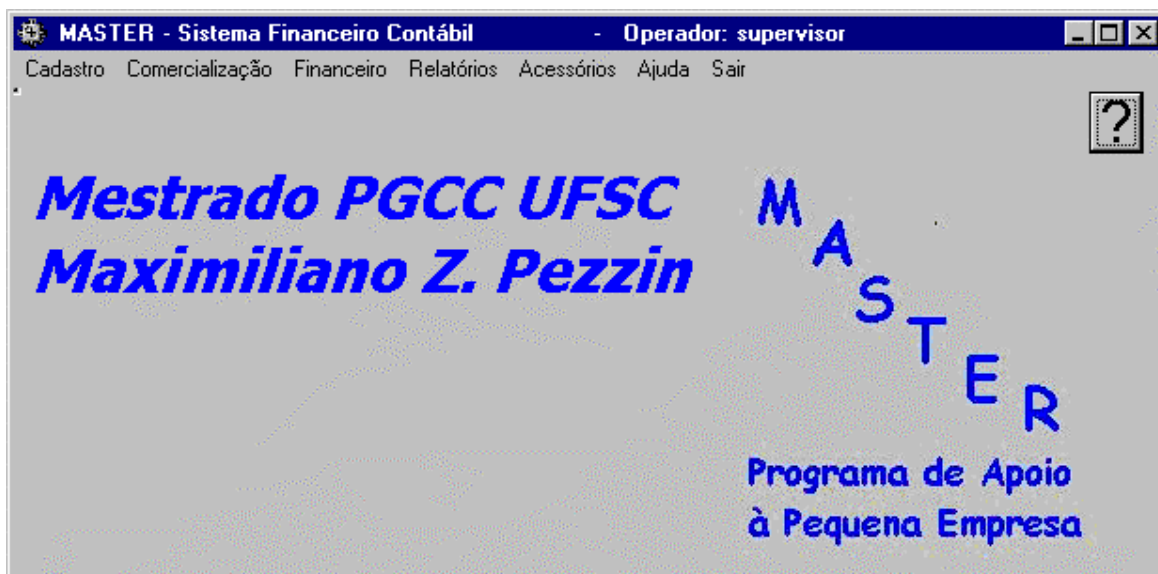 MASTER - Sistema Financeiro Contábil - Operador: supervisor
Cadastro Comercialização Financeiro Relatórios Acessórios Ajuda Sair
?
Mestrado PGCC UFSC
Maximiliano Z. Pezzin
MASTER
Programa de Apoio
à Pequena Empresa